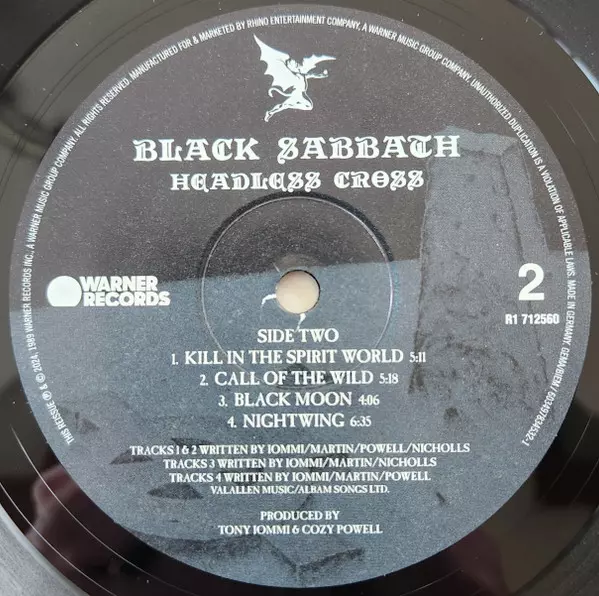 THIS REISSUE ℗ & © 2024, 1989 WARNER RECORDS INC., A WARNER MUSIC GROUP COMPANY. ALL RIGHTS RESERVED. MANUFACTURED FOR & MARKETED BY RHINO ENTERTAINMENT COMPANY, A WARNER MUSIC GROUP COMPANY. UNAUTHORIZED DUPLICATION IS A VIOLATION OF APPLICABLE LAWS. MADE IN GERMANY. GEMA/BIEM / 603497834532-1
BLACK SABBATH
HEADLESS CROSS
WARNER
RECORDS
2
R1 712560
SIDE TWO
1. KILL IN THE SPIRIT WORLD 5:11
2. CALL OF THE WILD 5:18
3. BLACK MOON 4:06
4. NIGHTWING 6:35
TRACKS 1 & 2 WRITTEN BY IOMMI/MARTIN/POWELL/NICHOLLS
TRACKS 3 WRITTEN BY IOMMI/MARTIN/NICHOLLS
TRACKS 4 WRITTEN BY IOMMI/MARTIN/POWELL
VALALLEN MUSIC/ALBAM SONGS LTD.
PRODUCED BY
TONY IOMMI & COZY POWELL